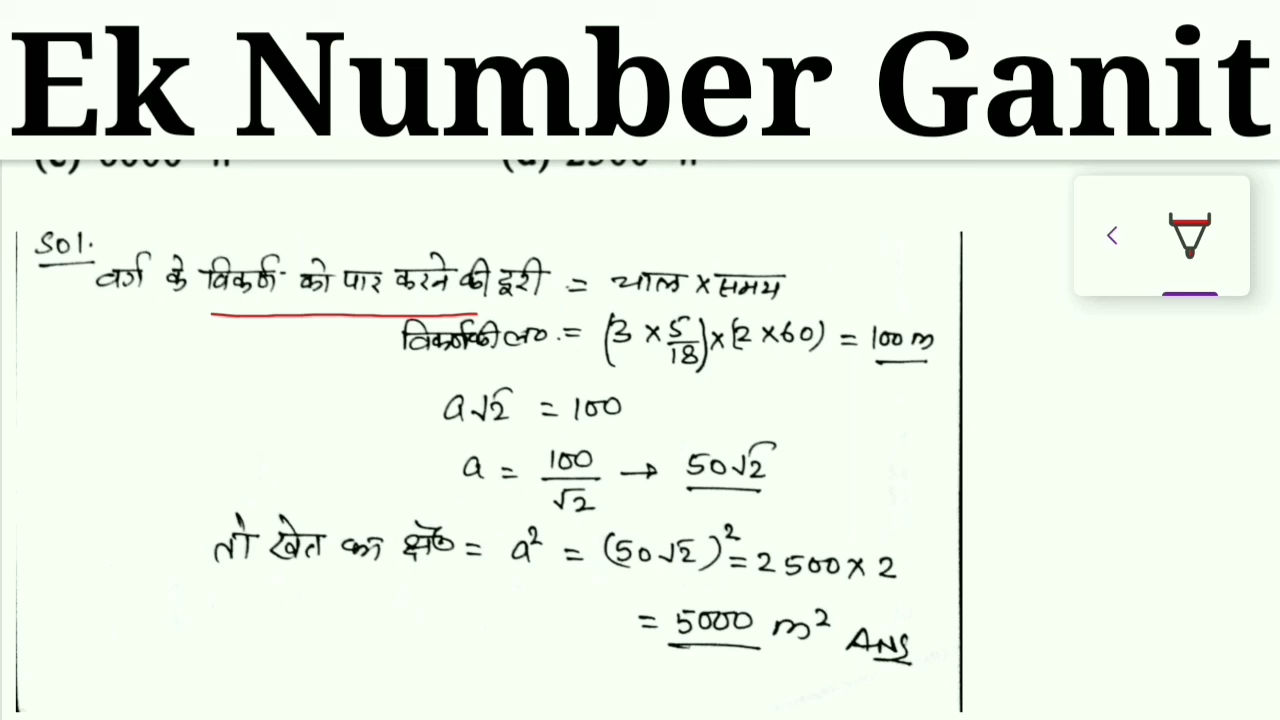 Ek Number Ganit
Sol.
वर्ग के विकर्ण को पार करने की दूरी = चाल × समय
विकर्ण की ल० = (3 × 5/18) × (2 × 60) = 100 m
a√2 = 100
a = 100/√2 → 50√2
तो खेत का क्षे० = a² = (50√2)² = 2500 × 2
= 5000 m² Ans